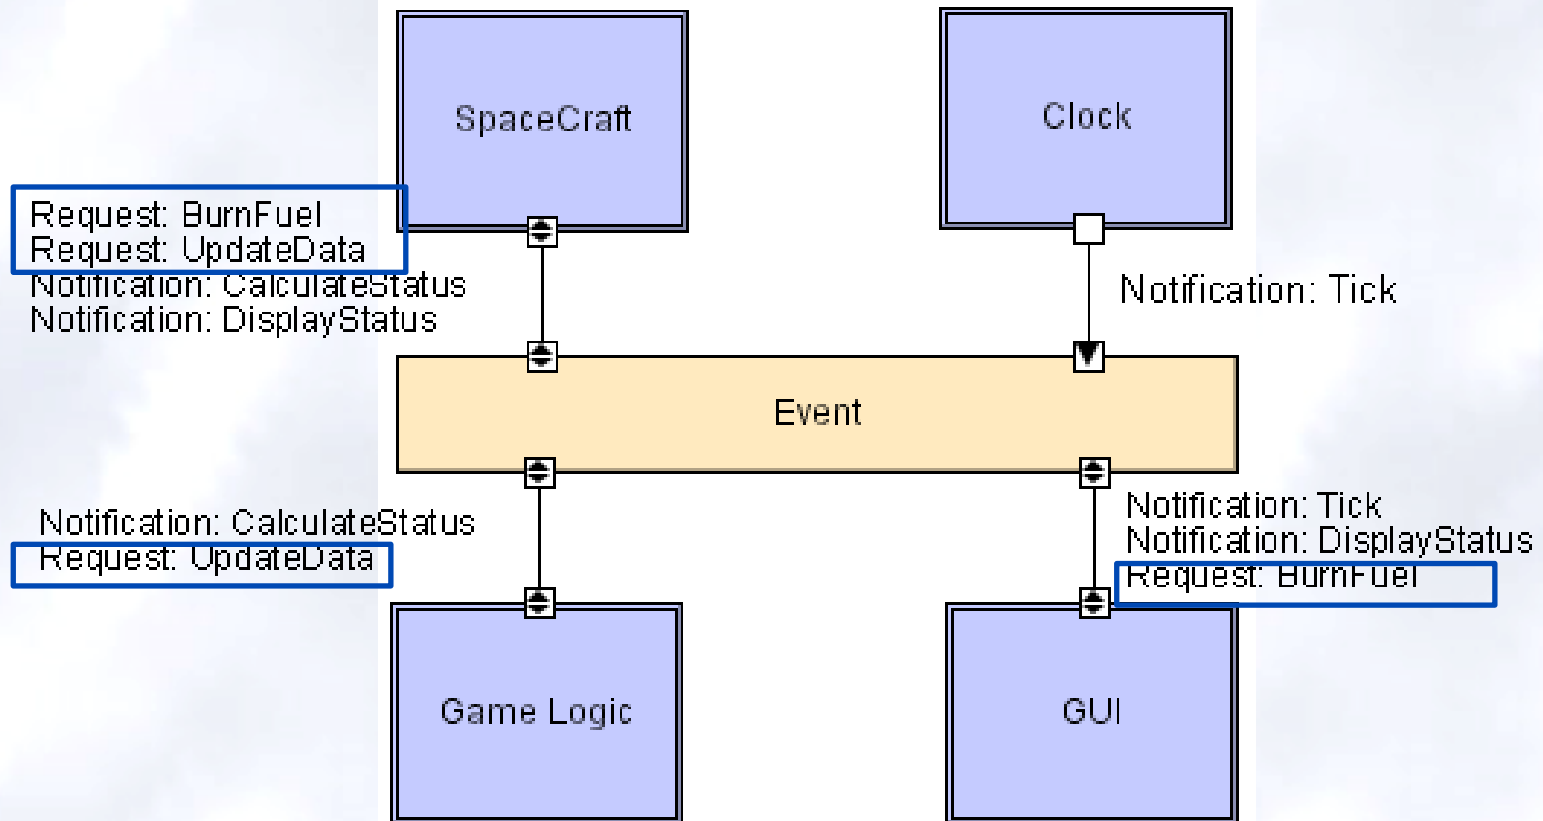 SpaceCraft
Clock
Request: BurnFuel
Request: UpdateData
Notification: CalculateStatus
Notification: DisplayStatus
Notification: Tick
Event
Notification: CalculateStatus
Request: UpdateData
Notification: Tick
Notification: DisplayStatus
Request: BurnFuel
Game Logic
GUI